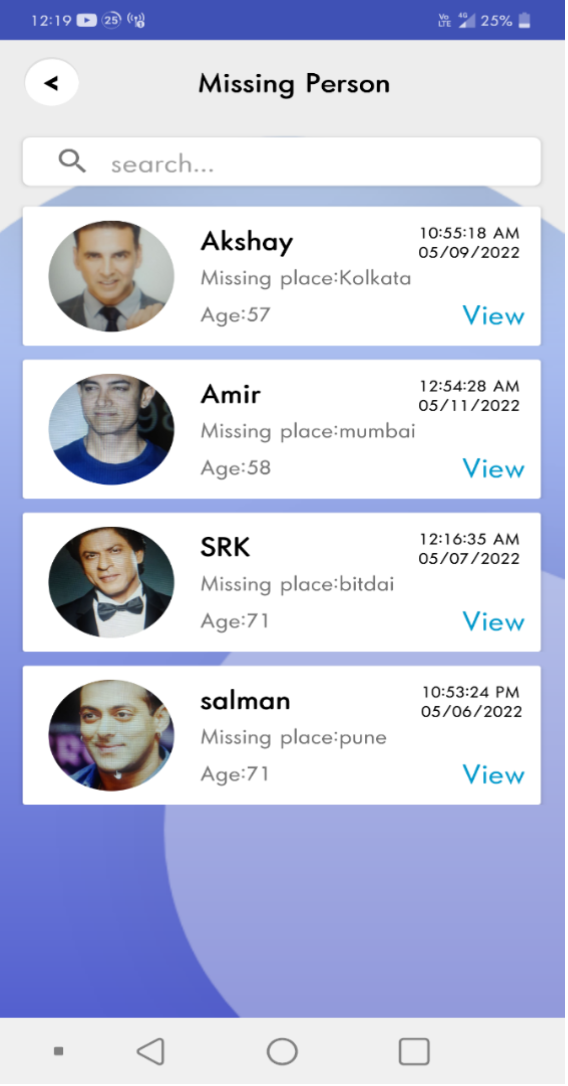 12:19 25 Vo LTE 4G 25%
< Missing Person
search...
Akshay 10:55:18 AM
05/09/2022
Missing place:Kolkata
Age:57 View
Amir 12:54:28 AM
05/11/2022
Missing place:mumbai
Age:58 View
SRK 12:16:35 AM
05/07/2022
Missing place:bitdai
Age:71 View
salman 10:53:24 PM
05/06/2022
Missing place:pune
Age:71 View